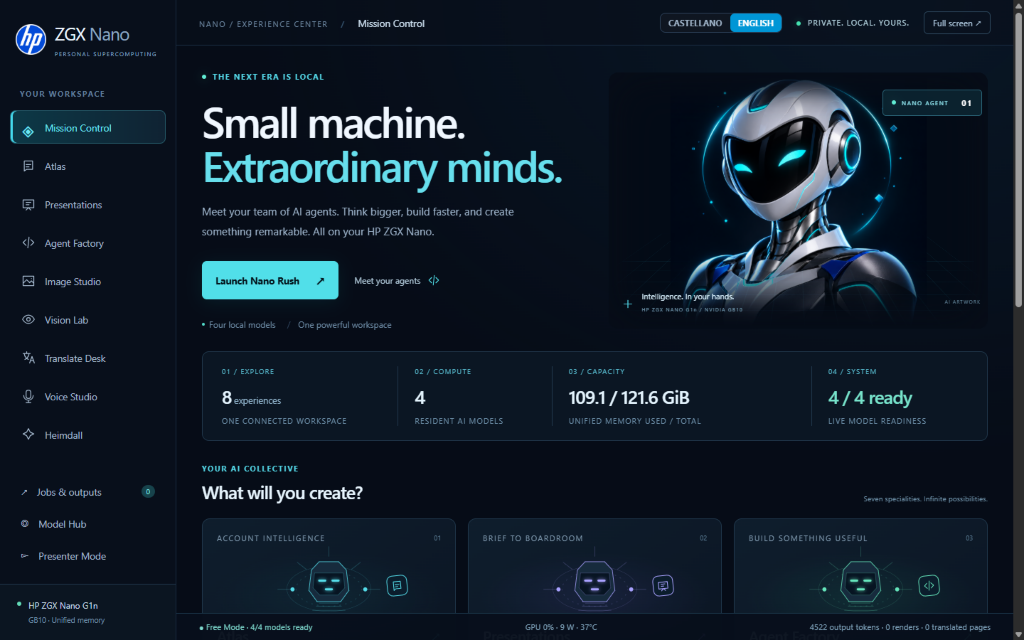 hp
ZGX Nano
PERSONAL SUPERCOMPUTING
YOUR WORKSPACE
Mission Control
Atlas
Presentations
Agent Factory
Image Studio
Vision Lab
Translate Desk
Voice Studio
Heimdall
Jobs & outputs 0
Model Hub
Presenter Mode
HP ZGX Nano G1n
GB10 · Unified memory
NANO / EXPERIENCE CENTER / Mission Control
CASTELLANO ENGLISH
PRIVATE. LOCAL. YOURS.
Full screen ↗
THE NEXT ERA IS LOCAL
Small machine.
Extraordinary minds.
Meet your team of AI agents. Think bigger, build faster, and create
something remarkable. All on your HP ZGX Nano.
Launch Nano Rush ↗
Meet your agents </>
Four local models / One powerful workspace
NANO AGENT 01
Intelligence. In your hands.
HP ZGX NANO G1n / NVIDIA GB10
AI ARTWORK
01 / EXPLORE
8 experiences
ONE CONNECTED WORKSPACE
02 / COMPUTE
4
RESIDENT AI MODELS
03 / CAPACITY
109.1 / 121.6 GiB
UNIFIED MEMORY USED / TOTAL
04 / SYSTEM
4 / 4 ready
LIVE MODEL READINESS
YOUR AI COLLECTIVE
What will you create?
Seven specialities. Infinite possibilities.
ACCOUNT INTELLIGENCE 01
BRIEF TO BOARDROOM 02
BUILD SOMETHING USEFUL 03
Free Mode · 4/4 models ready
GPU 0% · 9 W · 37°C
4522 output tokens · 0 renders · 0 translated pages